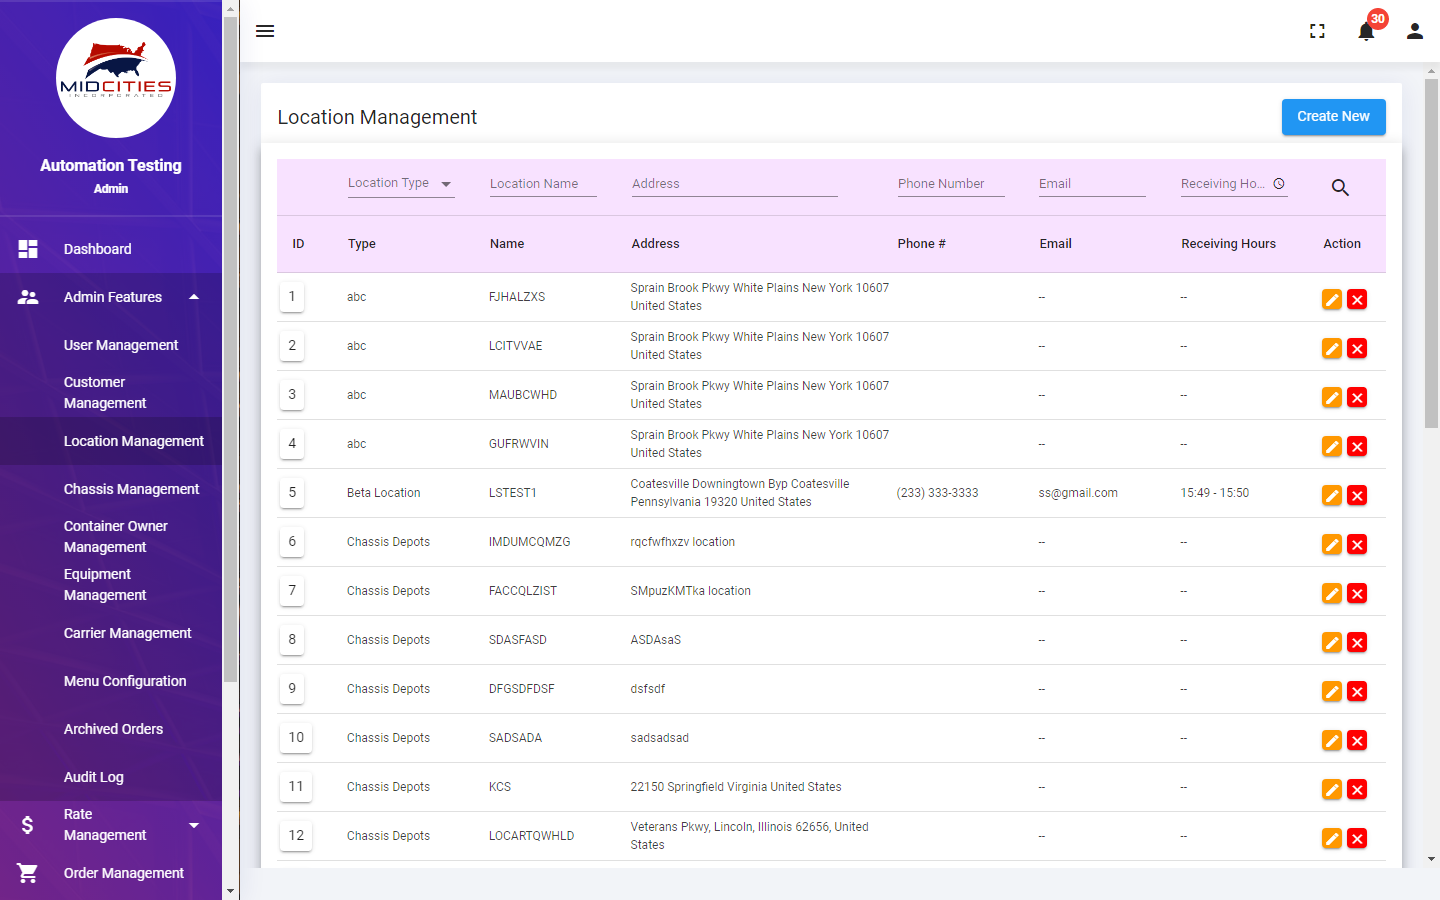 MIDCITIES
INCORPORATED
Automation Testing
Admin
Dashboard
Admin Features
User Management
Customer
Management
Location Management
Chassis Management
Container Owner
Management
Equipment
Management
Carrier Management
Menu Configuration
Archived Orders
Audit Log
Rate
Management
Order Management
30
Location Management
Create New
Location Type Location Name Address Phone Number Email Receiving Ho...
ID Type Name Address Phone # Email Receiving Hours Action
1 abc FJHALZXS Sprain Brook Pkwy White Plains New York 10607 -- --
United States
2 abc LCITVVAE Sprain Brook Pkwy White Plains New York 10607 -- --
United States
3 abc MAUBCWHD Sprain Brook Pkwy White Plains New York 10607 -- --
United States
4 abc GUFRWVIN Sprain Brook Pkwy White Plains New York 10607 -- --
United States
5 Beta Location LSTEST1 Coatesville Downingtown Byp Coatesville (233) 333-3333 ss@gmail.com 15:49 - 15:50
Pennsylvania 19320 United States
6 Chassis Depots IMDUMCQMZG rqcfwfhxzv location -- --
7 Chassis Depots FACCQLZIST SMpuzKMTka location -- --
8 Chassis Depots SDASFASD ASDAsaS -- --
9 Chassis Depots DFGSDFDSF dsfsdf -- --
10 Chassis Depots SADSADA sadsadsad -- --
11 Chassis Depots KCS 22150 Springfield Virginia United States -- --
12 Chassis Depots LOCARTQWHLD Veterans Pkwy, Lincoln, Illinois 62656, United -- --
States